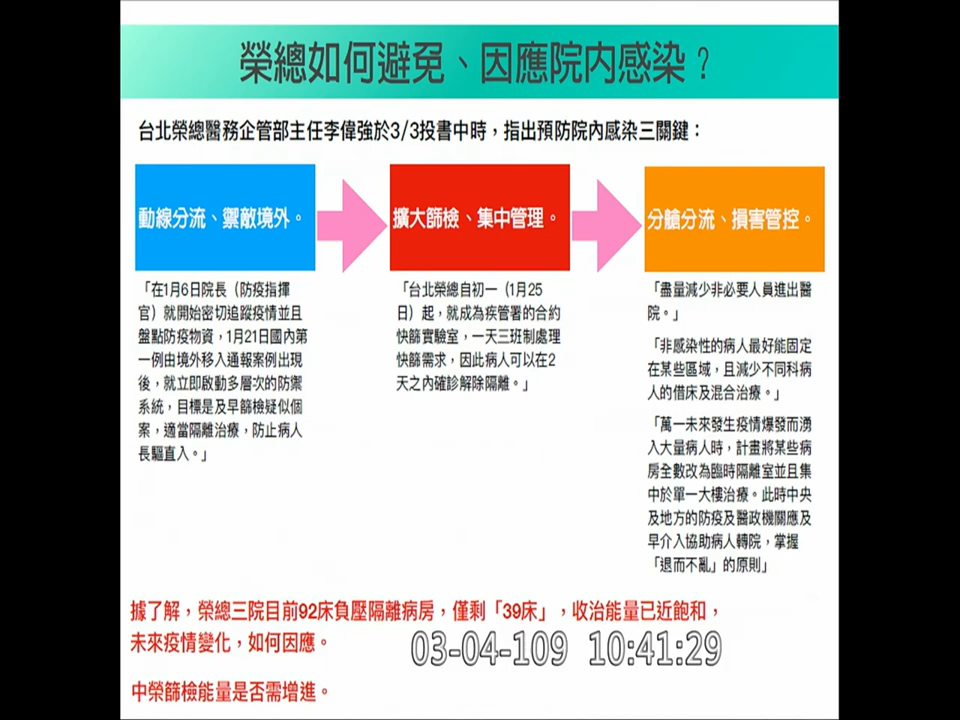 榮總如何避免、因應院內感染？
台北榮總醫務企管部主任李偉強於3/3投書中時，指出預防院內感染三關鍵：
動線分流、禦敵境外。
「在1月6日院長（防疫指揮
官）就開始密切追蹤疫情並且
盤點防疫物資，1月21日國內第
一例由境外移入通報案例出現
後，就立即啟動多層次的防禦
系統，目標是及早篩檢疑似個
案，適當隔離治療，防止病人
長驅直入。」
擴大篩檢、集中管理。
「台北榮總自初一（1月25
日）起，就成為疾管署的合約
快篩實驗室，一天三班制處理
快篩需求，因此病人可以在2
天之內確診解除隔離。」
分艙分流、損害管控。
「盡量減少非必要人員進出醫
院。」
「非感染性的病人最好能固定
在某些區域，且減少不同科病
人的借床及混合治療。」
「萬一未來發生疫情爆發而湧
入大量病人時，計畫將某些病
房全數改為臨時隔離室並且集
中於單一大樓治療。此時中央
及地方的防疫及醫政機關應及
早介入協助病人轉院，掌握
「退而不亂」的原則」
據了解，榮總三院目前92床負壓隔離病房，僅剩「39床」，收治能量已近飽和，
未來疫情變化，如何因應。
中榮篩檢能量是否需增進。
03-04-109 10:41:29